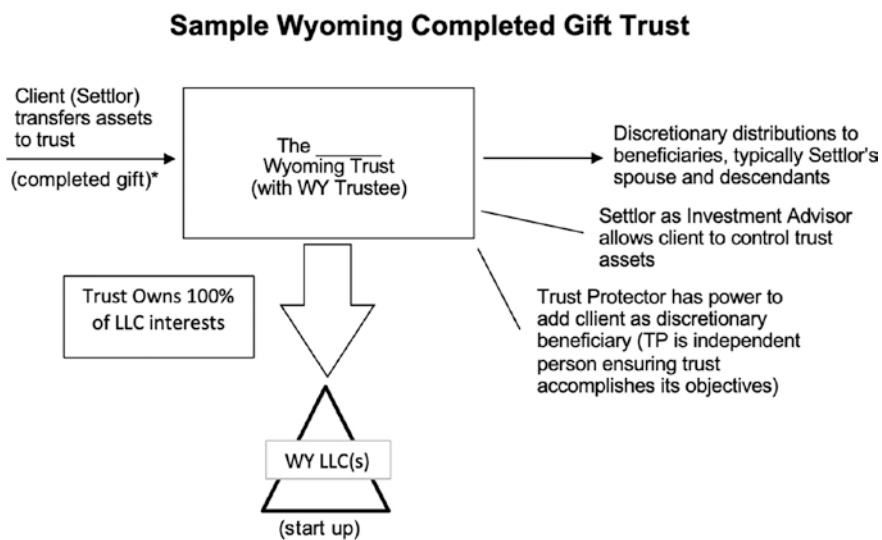 Sample Wyoming Completed Gift Trust
Client (Settlor)
transfers assets
to trust
(completed gift)*
The ______
Wyoming Trust
(with WY Trustee)
Discretionary distributions to
beneficiaries, typically Settlor's
spouse and descendants
Settlor as Investment Advisor
allows client to control trust
assets
Trust Protector has power to
add cllient as discretionary
beneficiary (TP is independent
person ensuring trust
accomplishes its objectives)
Trust Owns 100%
of LLC interests
WY LLC(s)
(start up)